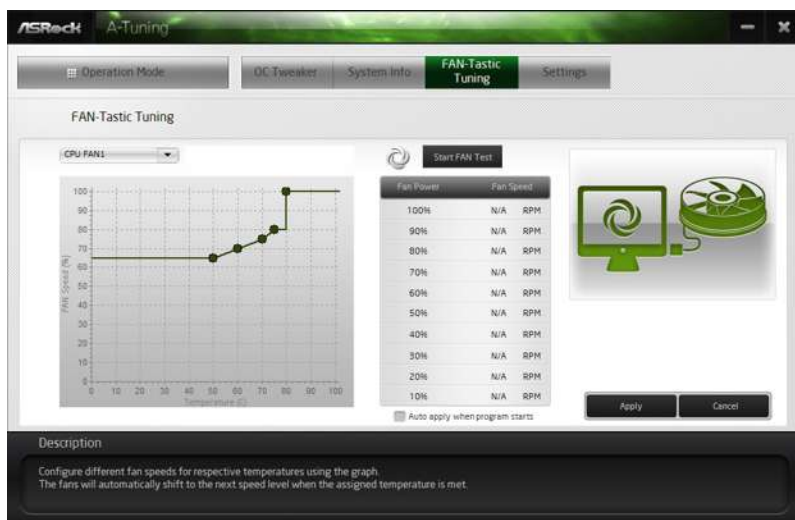 ASRock A-Tuning
Operation Mode
OC Tweaker
System Info
FAN-Tastic
Tuning
Settings
FAN-Tastic Tuning
CPU FAN1
Start FAN Test
FAN Speed (%)
100
90
80
70
60
50
40
30
20
10
0
0 10 20 30 40 50 60 70 80 90 100
Temperature (C)
Fan Power Fan Speed
100% N/A RPM
90% N/A RPM
80% N/A RPM
70% N/A RPM
60% N/A RPM
50% N/A RPM
40% N/A RPM
30% N/A RPM
20% N/A RPM
10% N/A RPM
Auto apply when program starts
Apply
Cancel
Description
Configure different fan speeds for respective temperatures using the graph.
The fans will automatically shift to the next speed level when the assigned temperature is met.